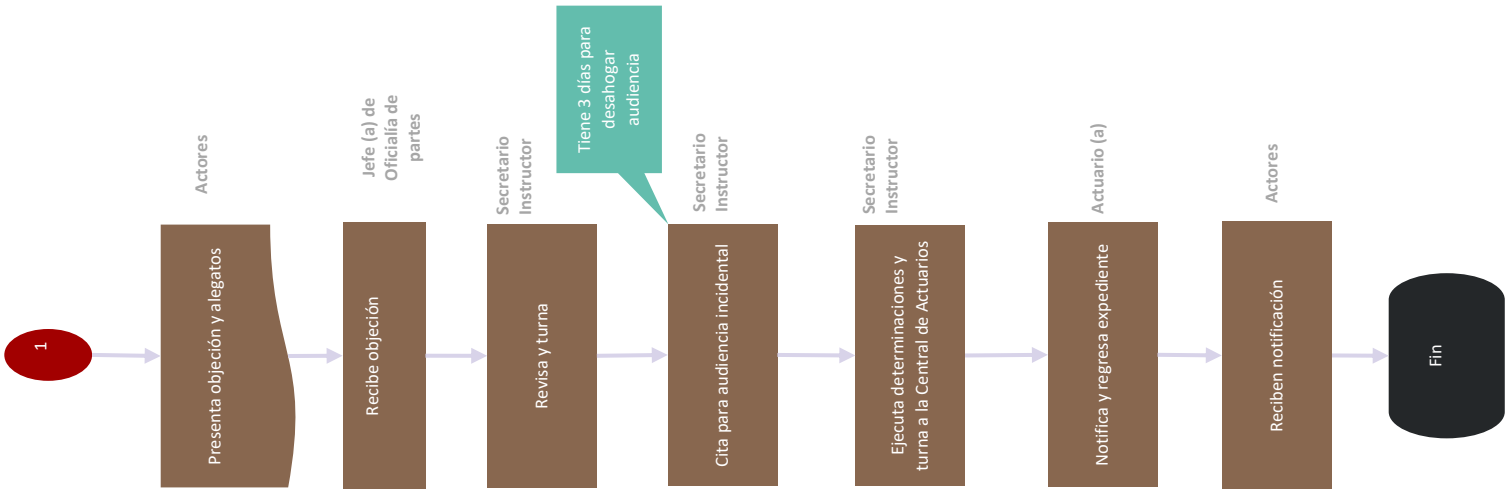 1
Actores
Presenta objeción y alegatos
Jefe (a) de
Oficialía de
partes
Recibe objeción
Secretario
Instructor
Revisa y turna
Tiene 3 días para
desahogar
audiencia
Secretario
Instructor
Cita para audiencia incidental
Secretario
Instructor
Ejecuta determinaciones y
turna a la Central de Actuarios
Actuario (a)
Notifica y regresa expediente
Actores
Reciben notificación
Fin